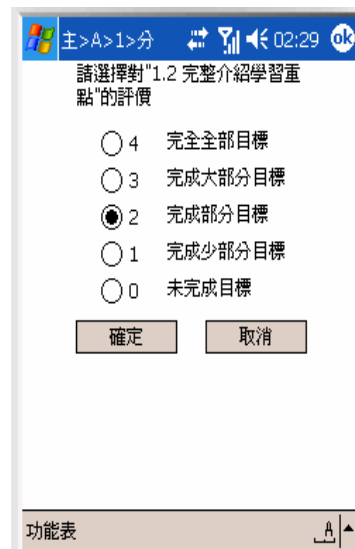 主>A>1>分 02:29 ok
請選擇對"1.2 完整介紹學習重
點"的評價
4 完全全部目標
3 完成大部分目標
2 完成部分目標
1 完成少部分目標
0 未完成目標
確定 取消
功能表 A